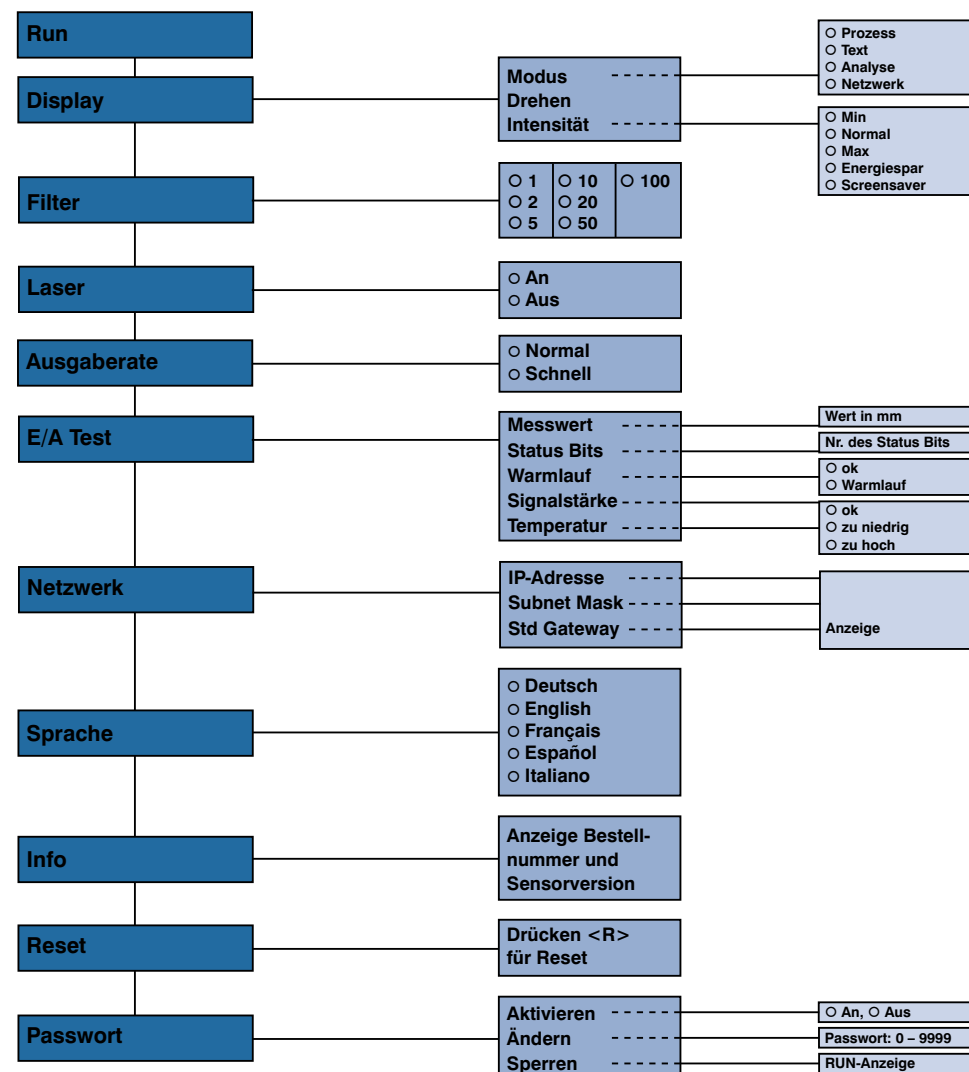 Run
Display
Modus
Drehen
Intensität
○ Prozess
○ Text
○ Analyse
○ Netzwerk
○ Min
○ Normal
○ Max
○ Energiespar
○ Screensaver
Filter
○ 1 ○ 10 ○ 100
○ 2 ○ 20
○ 5 ○ 50
Laser
○ An
○ Aus
Ausgaberate
○ Normal
○ Schnell
E/A Test
Messwert
Status Bits
Warmlauf
Signalstärke
Temperatur
Wert in mm
Nr. des Status Bits
○ ok
○ Warmlauf
○ ok
○ zu niedrig
○ zu hoch
Netzwerk
IP-Adresse
Subnet Mask
Std Gateway
Anzeige
Sprache
○ Deutsch
○ English
○ Français
○ Español
○ Italiano
Info
Anzeige Bestell-
nummer und
Sensorversion
Reset
Drücken <R>
für Reset
Passwort
Aktivieren
Ändern
Sperren
○ An, ○ Aus
Passwort: 0 – 9999
RUN-Anzeige